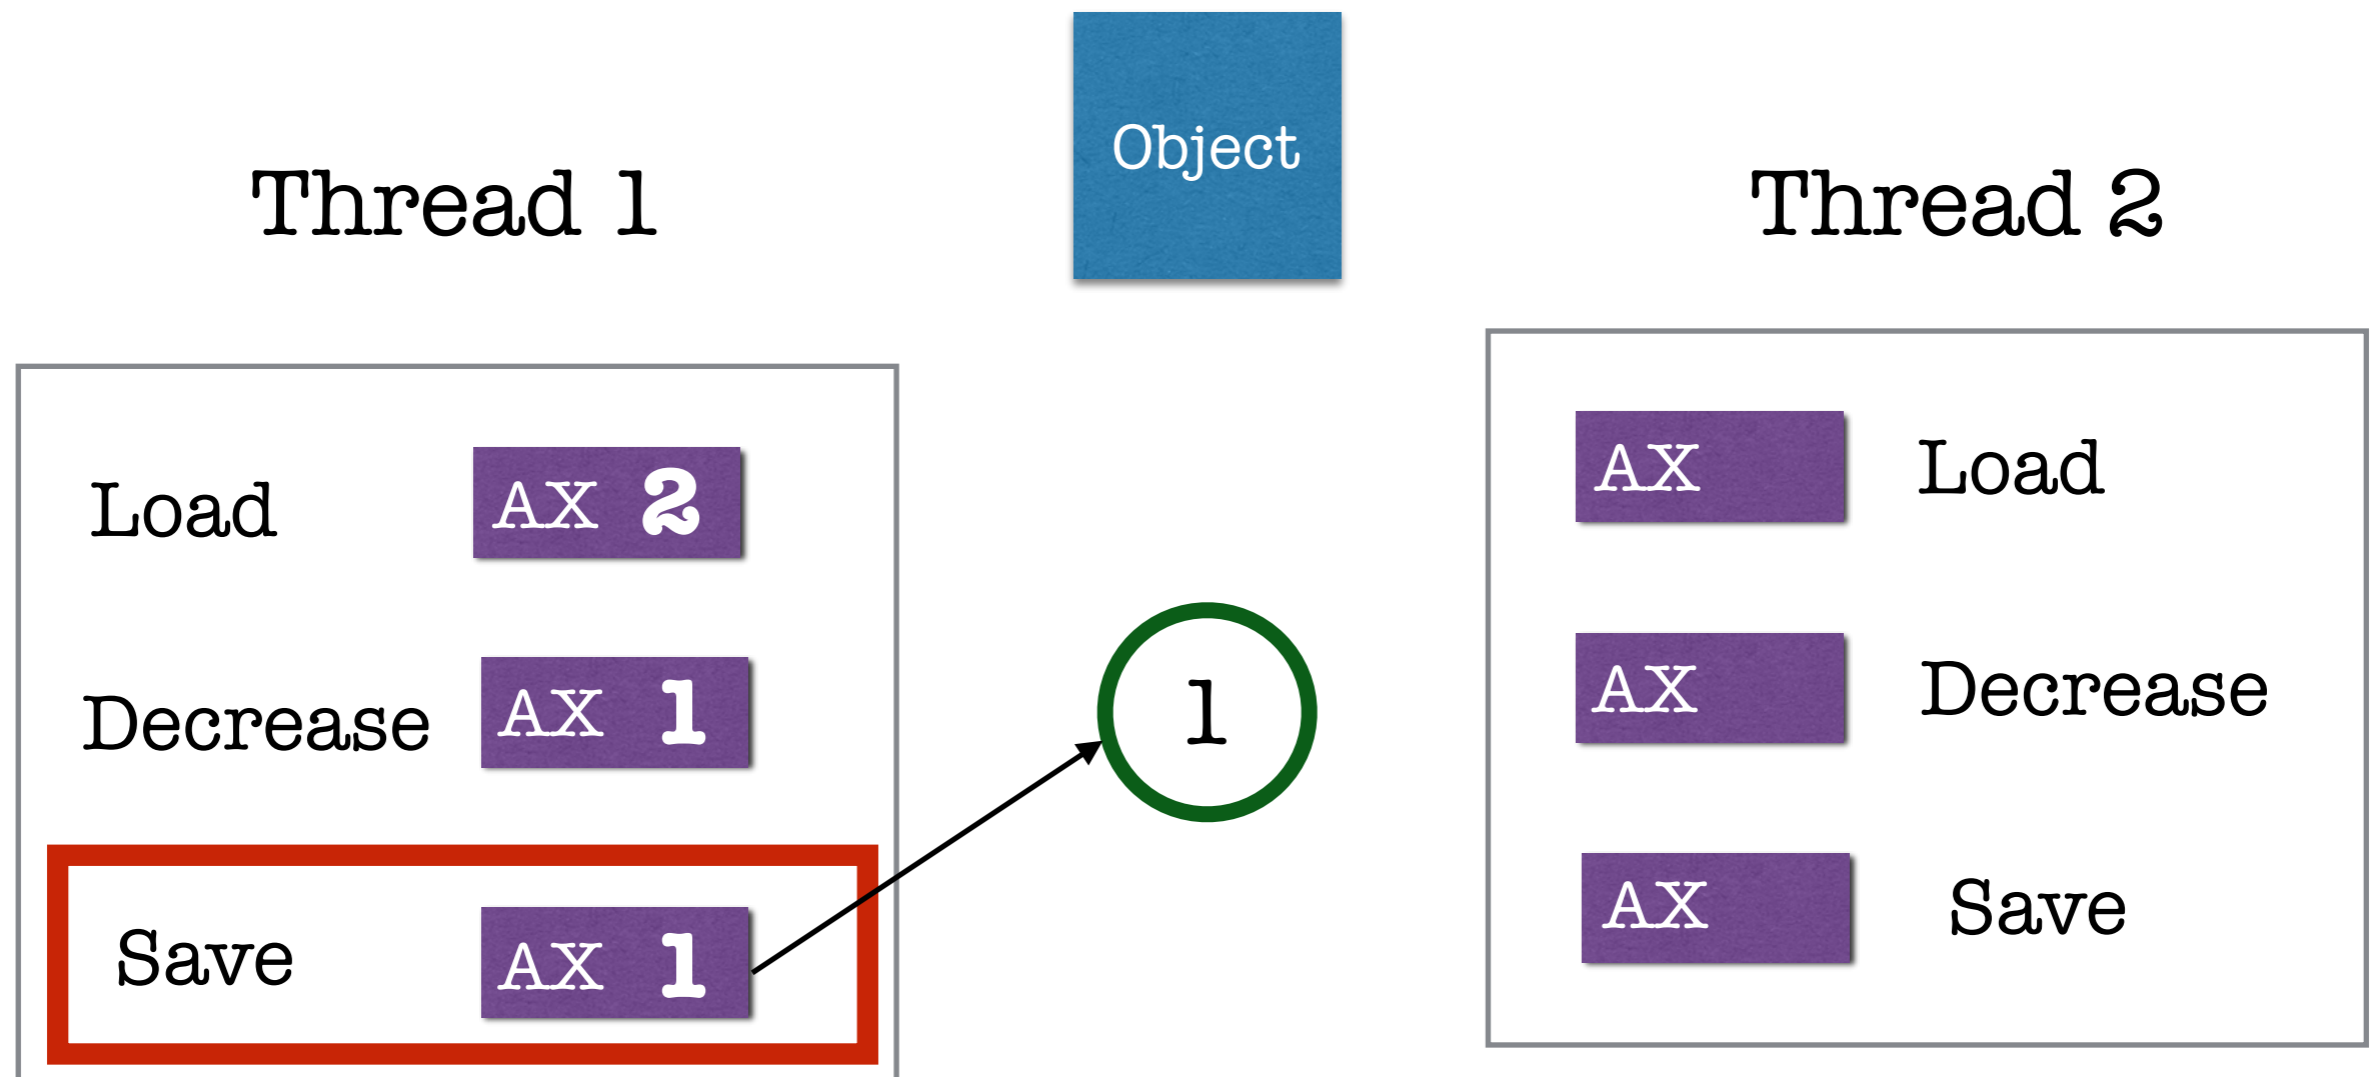 Object
Thread 1
Thread 2
Load
AX 2
Decrease
AX 1
Save
AX 1
1
AX
Load
AX
Decrease
AX
Save